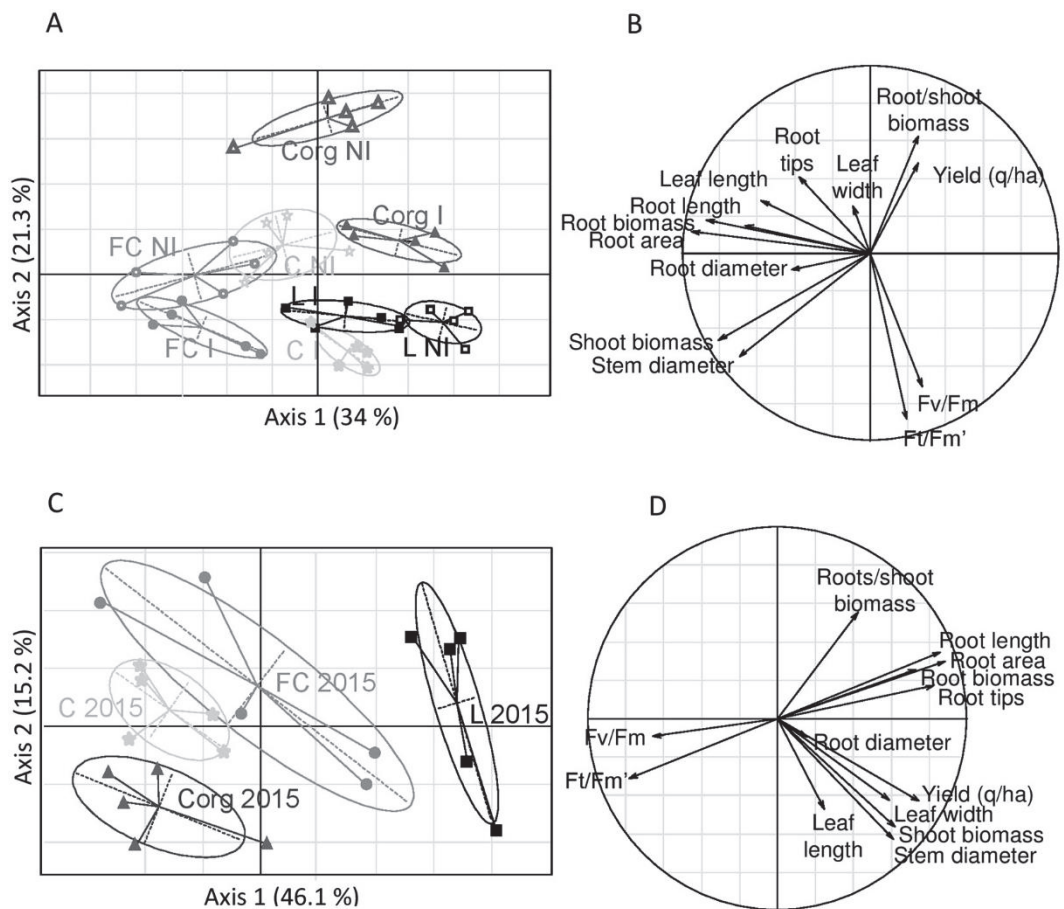 A
Corg NI
Corg I
FC NI
C NI
L I
FC I
C I
L NI
Axis 2 (21.3 %)
Axis 1 (34 %)
B
Root/shoot
biomass
Root
tips
Leaf
width
Yield (q/ha)
Leaf length
Root length
Root biomass
Root area
Root diameter
Shoot biomass
Stem diameter
Fv/Fm
Ft/Fm'
C
FC 2015
C 2015
L 2015
Corg 2015
Axis 2 (15.2 %)
Axis 1 (46.1 %)
D
Roots/shoot
biomass
Root length
Root area
Root biomass
Root tips
Fv/Fm
Root diameter
Ft/Fm'
Yield (q/ha)
Leaf width
Leaf
length
Shoot biomass
Stem diameter